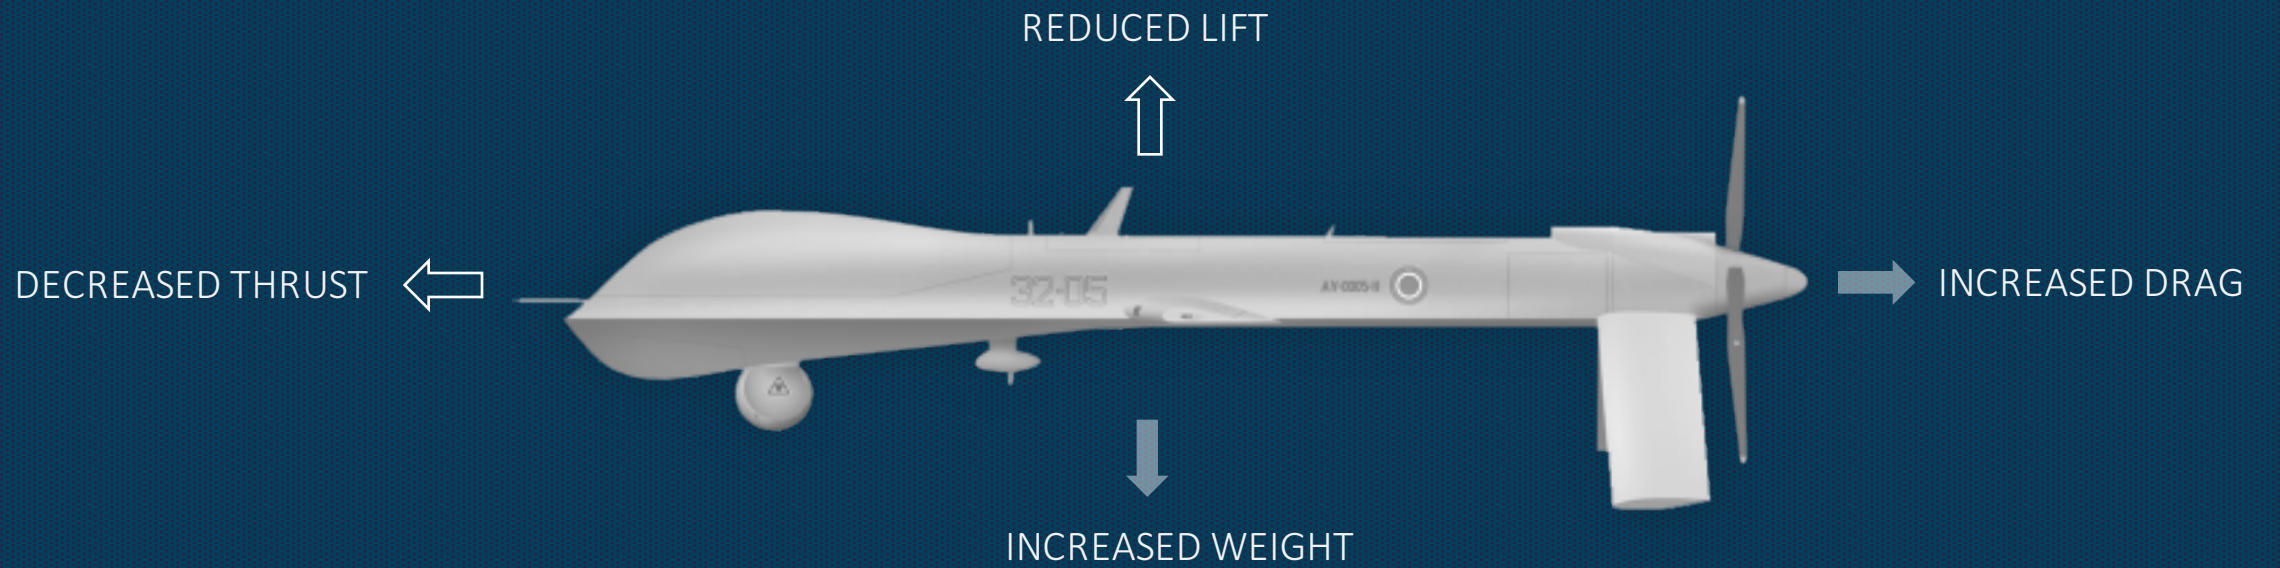 REDUCED LIFT
DECREASED THRUST
32-05
INCREASED DRAG
INCREASED WEIGHT